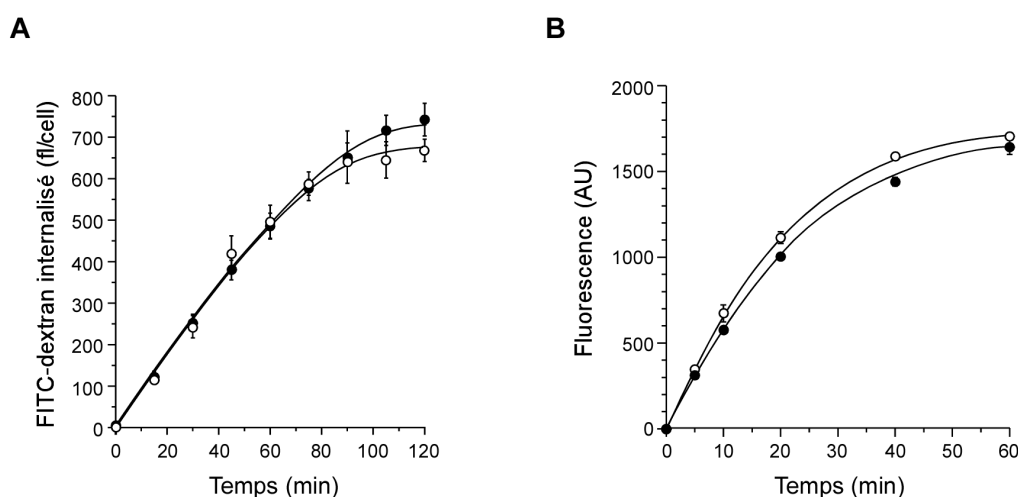 A
B
FITC-dextran internalisé (fl/cell)
800
700
600
500
400
300
200
100
0
0 20 40 60 80 100 120
Temps (min)
Fluorescence (AU)
2000
1500
1000
500
0
0 10 20 30 40 50 60
Temps (min)